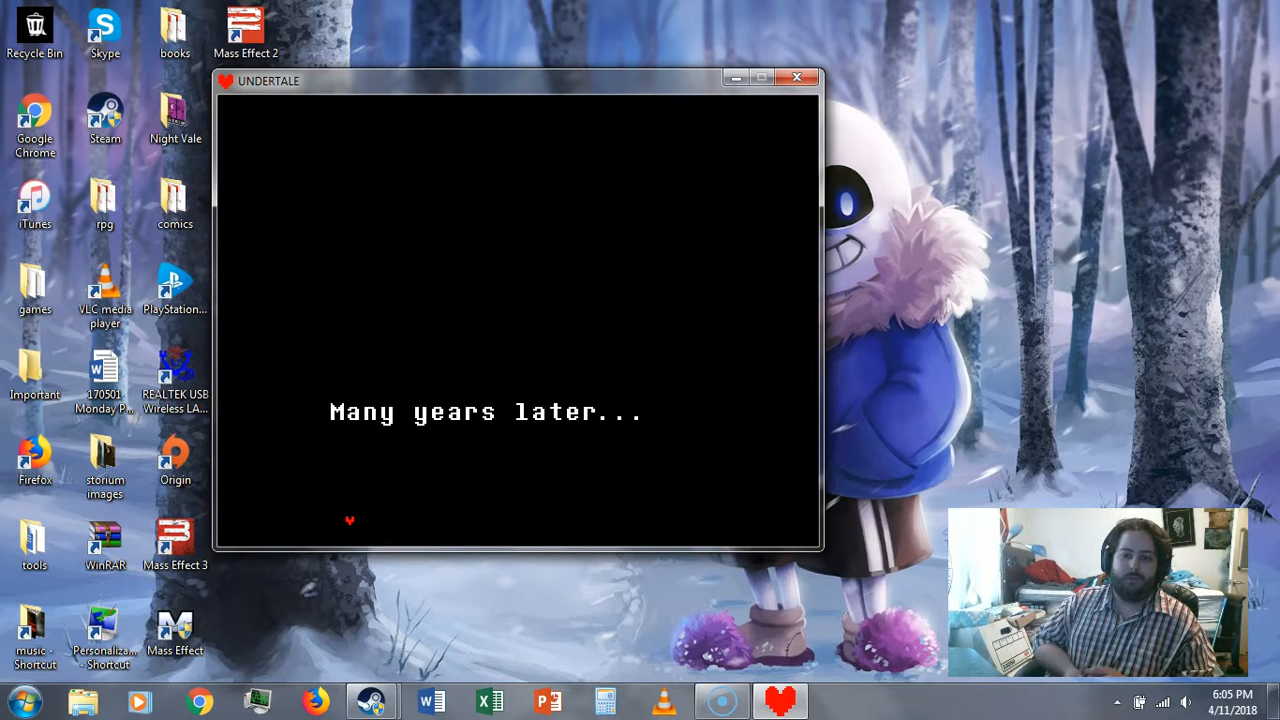 Recycle Bin
Skype
books
Mass Effect 2
UNDERTALE
Google
Chrome
Steam
Night Vale
iTunes
rpg
comics
games
VLC media
player
PlayStation...
Important
170501
Monday P...
REALTEK USB
Wireless LA...
Many years later...
Firefox
storium
images
Origin
tools
WinRAR
Mass Effect 3
music -
Shortcut
Personaliza...
- Shortcut
Mass Effect
6:05 PM
4/11/2018